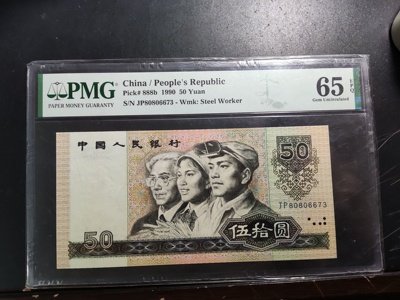 PMG
PAPER MONEY GUARANTY
China / People's Republic
Pick# 888b 1990 50 Yuan
S/N JP80806673 - Wmk: Steel Worker
65 EPQ
Gem Uncirculated
中国人民银行
50
JP80806673
50
伍拾圆